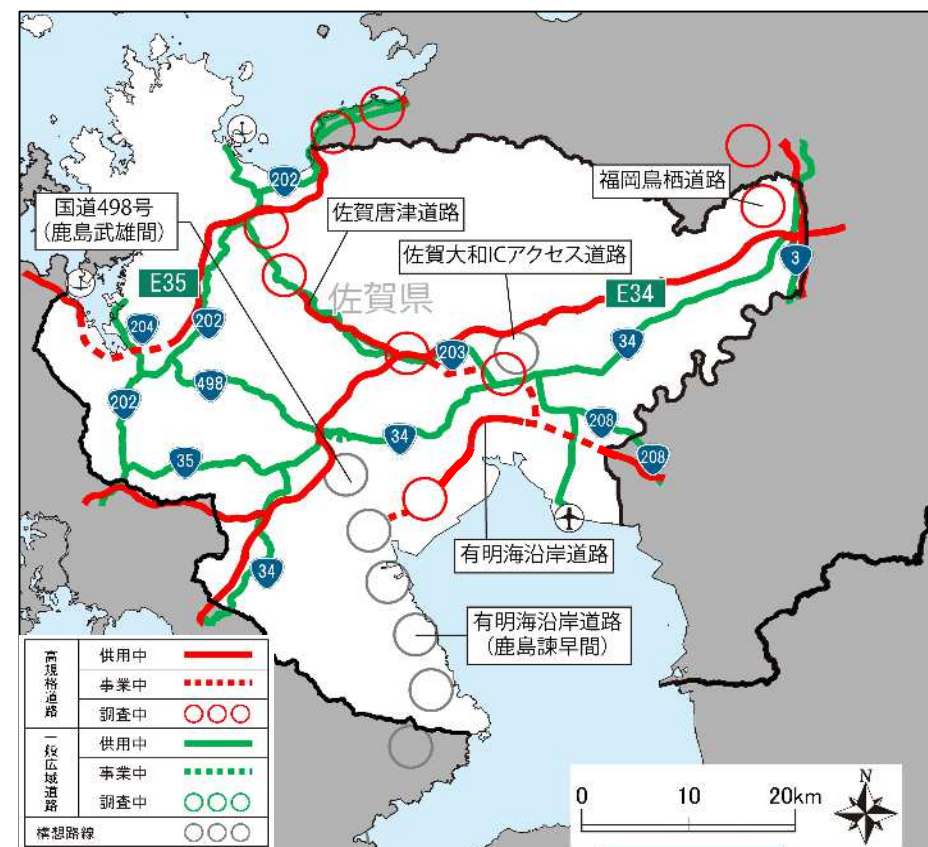 202
福岡鳥栖道路
国道498号
(鹿島武雄間)
佐賀唐津道路
佐賀大和ICアクセス道路
3
E35
E34
佐賀県
204
202
203
34
498
202
208
34
35
208
有明海沿岸道路
34
有明海沿岸道路
(鹿島諫早間)
高規格道路
供用中
事業中
調査中
一般広域道路
供用中
事業中
調査中
構想路線
N
0
10
20km